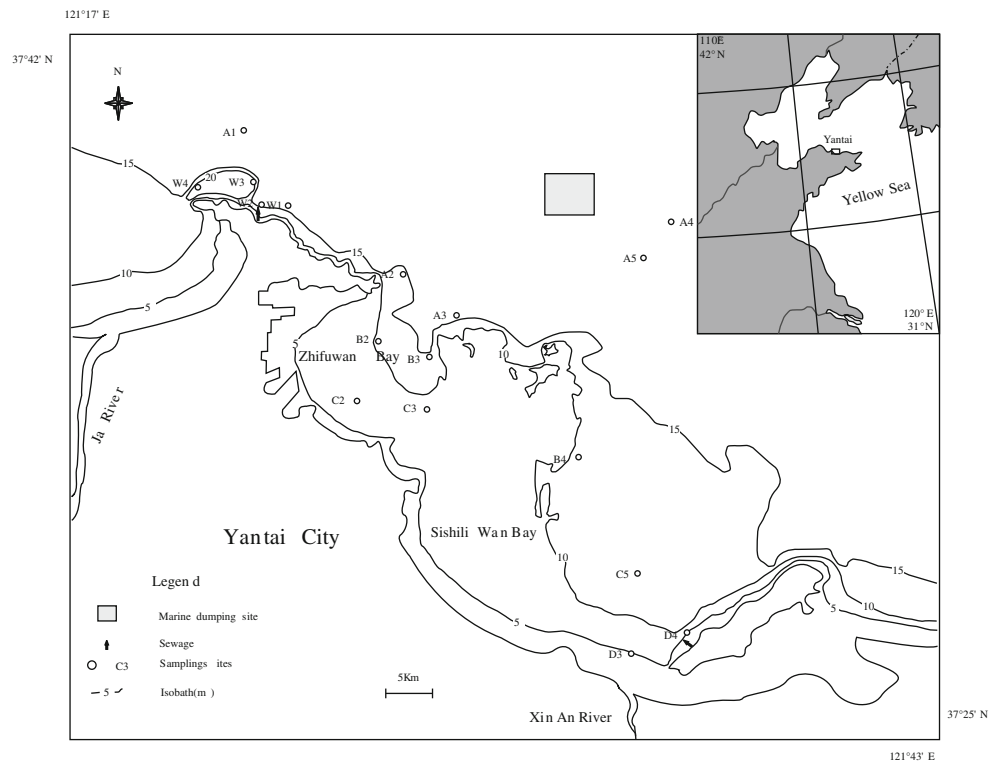 121°17' E
37°42' N
110E
42°N
N
A1
Yantai
15
W4
20
W3
W2
W1
Yellow Sea
A4
15
A5
10
A2
5
A3
120°E
31°N
5
B2
Zhifuwan Bay
B3
10
C2
C3
Ja River
15
B4
Yantai City
Sishili Wan Bay
10
C5
15
Legend
10
5
Marine dumping site
5
D4
Sewage
D3
C3
Samplings ites
5Km
5
Isobath(m )
Xin An River
37°25' N
121°43' E